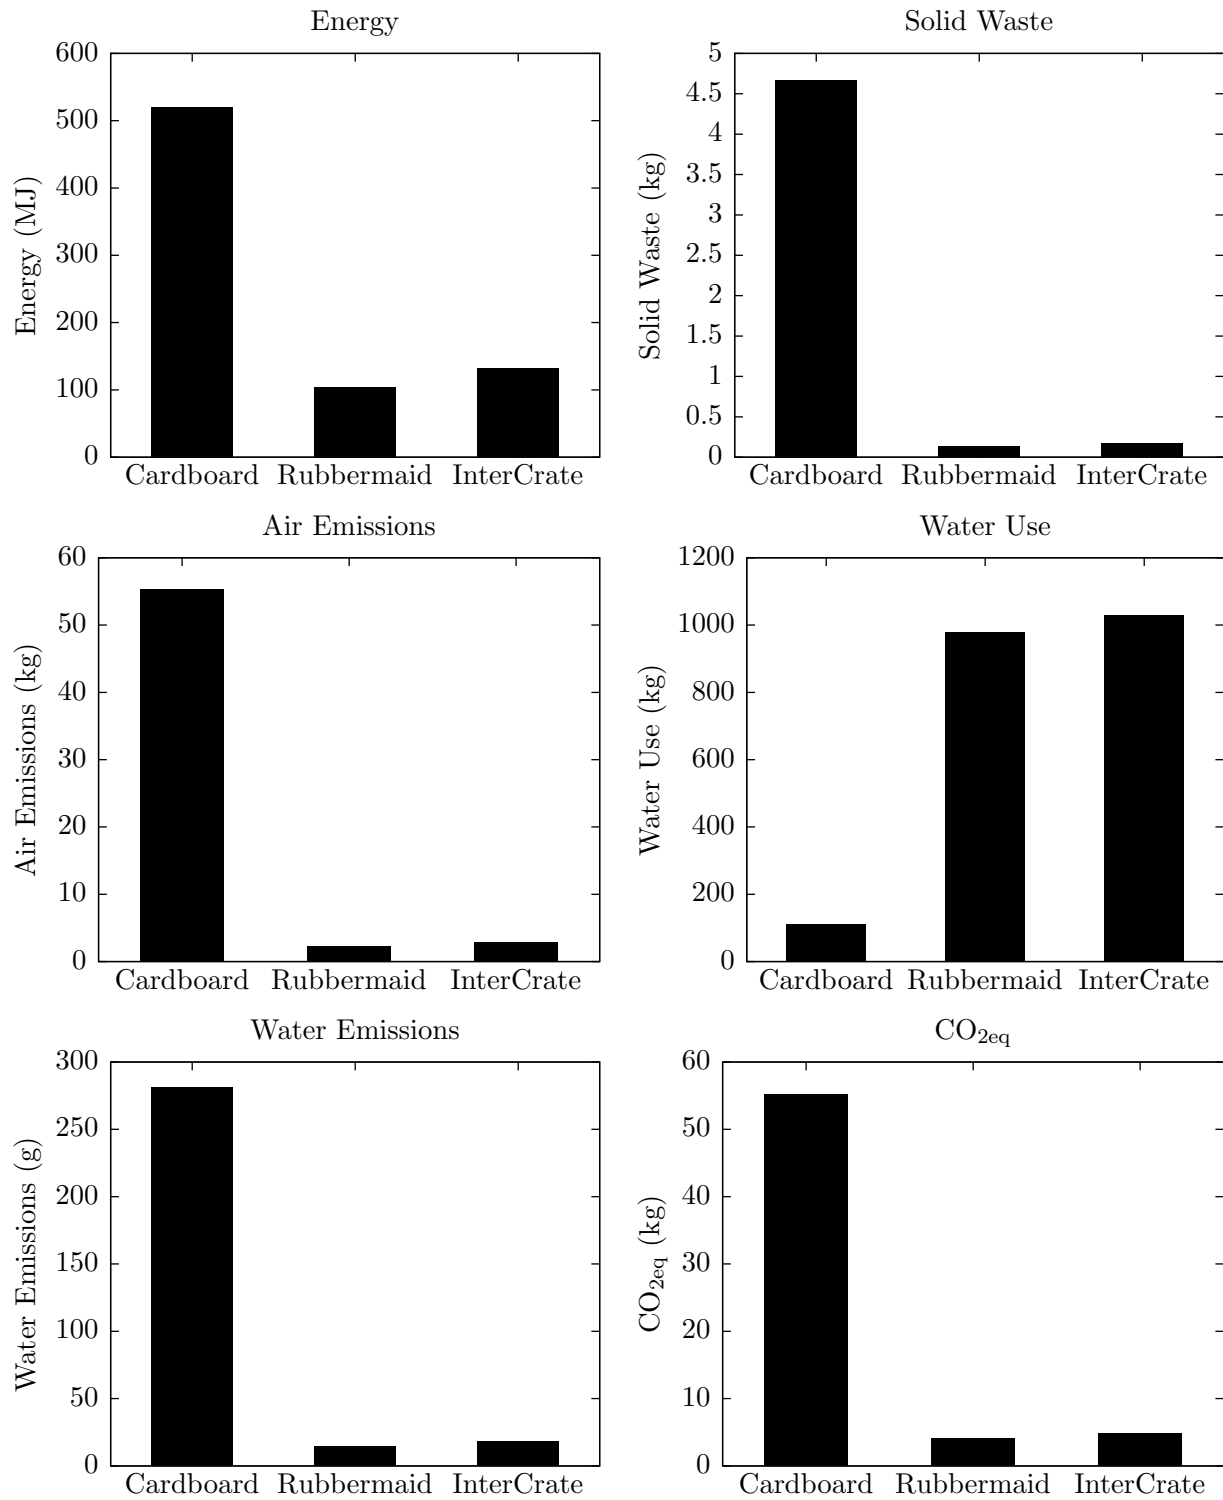 Energy
600
500
400
300
200
100
0
Energy (MJ)
Cardboard Rubbermaid InterCrate
Solid Waste
5
4.5
4
3.5
3
2.5
2
1.5
1
0.5
0
Solid Waste (kg)
Cardboard Rubbermaid InterCrate
Air Emissions
60
50
40
30
20
10
0
Air Emissions (kg)
Cardboard Rubbermaid InterCrate
Water Use
1200
1000
800
600
400
200
0
Water Use (kg)
Cardboard Rubbermaid InterCrate
Water Emissions
300
250
200
150
100
50
0
Water Emissions (g)
Cardboard Rubbermaid InterCrate
CO2eq
60
50
40
30
20
10
0
CO2eq (kg)
Cardboard Rubbermaid InterCrate